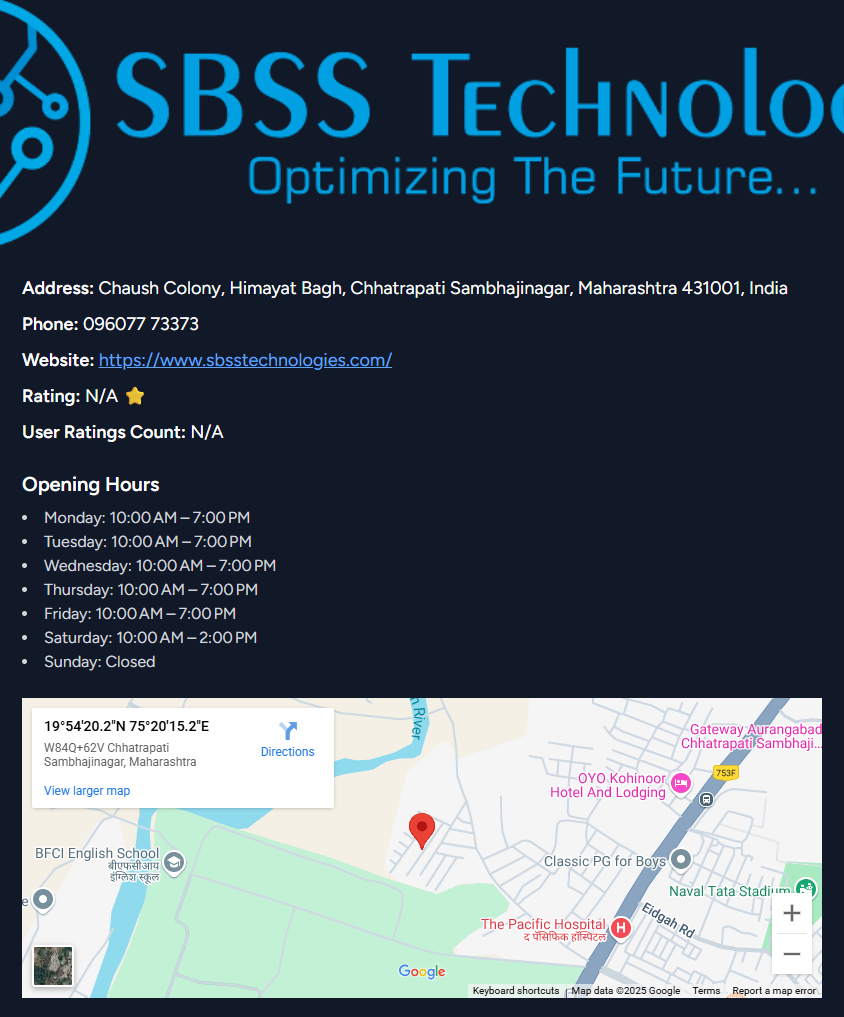 SBSS Technolo
Optimizing The Future...
Address: Chaush Colony, Himayat Bagh, Chhatrapati Sambhajinagar, Maharashtra 431001, India
Phone: 096077 73373
Website: https://www.sbsstechnologies.com/
Rating: N/A ⭐
User Ratings Count: N/A
Opening Hours
• Monday: 10:00 AM – 7:00 PM
• Tuesday: 10:00 AM – 7:00 PM
• Wednesday: 10:00 AM – 7:00 PM
• Thursday: 10:00 AM – 7:00 PM
• Friday: 10:00 AM – 7:00 PM
• Saturday: 10:00 AM – 2:00 PM
• Sunday: Closed
19°54'20.2"N 75°20'15.2"E
W84Q+62V Chhatrapati
Sambhajinagar, Maharashtra
Directions
View larger map
River
Gateway Aurangabad
Chhatrapati Sambhaji...
753F
OYO Kohinoor
Hotel And Lodging
BFCI English School
बीएफसीआय
इंग्लिश स्कूल
Classic PG for Boys
Naval Tata Stadium
Eidgah Rd
The Pacific Hospital
द पॅसिफिक हॉस्पिटल
H
+
−
Google
Keyboard shortcuts
Map data ©2025 Google
Terms
Report a map error